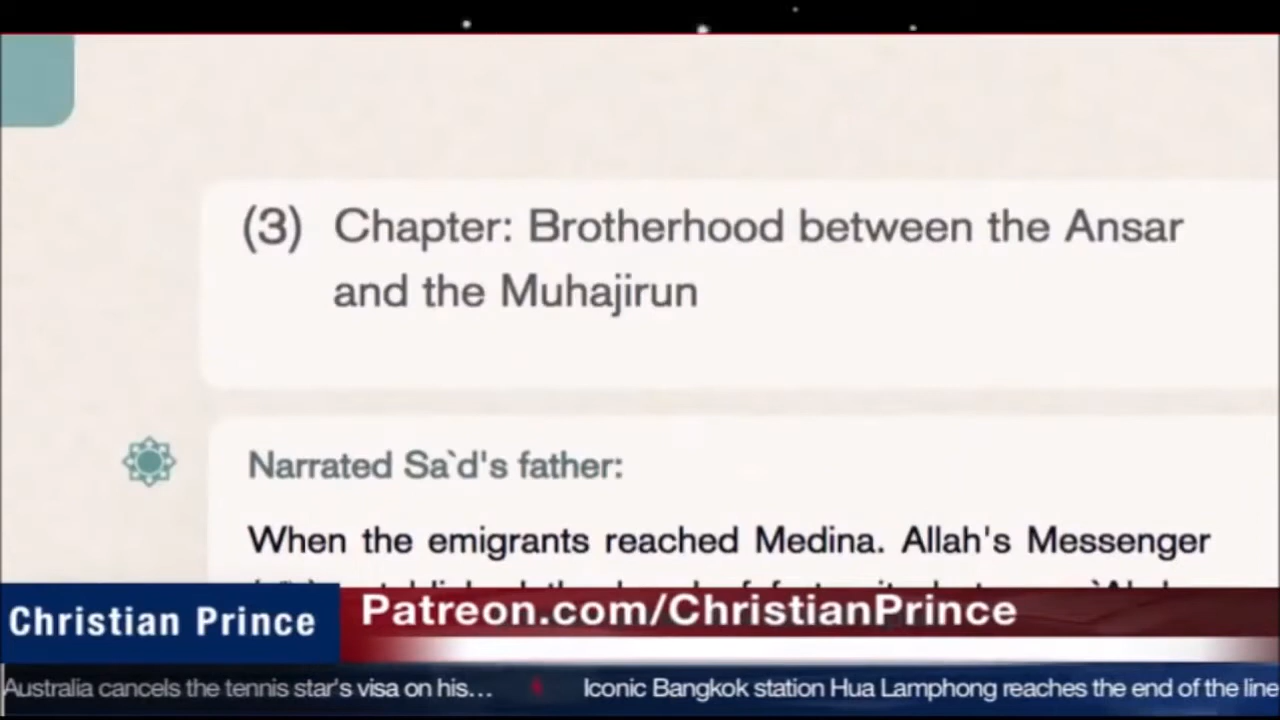 (3) Chapter: Brotherhood between the Ansar
and the Muhajirun
Narrated Sa`d's father:
When the emigrants reached Medina. Allah's Messenger
Christian Prince
Patreon.com/ChristianPrince
Australia cancels the tennis star's visa on his...
Iconic Bangkok station Hua Lamphong reaches the end of the line